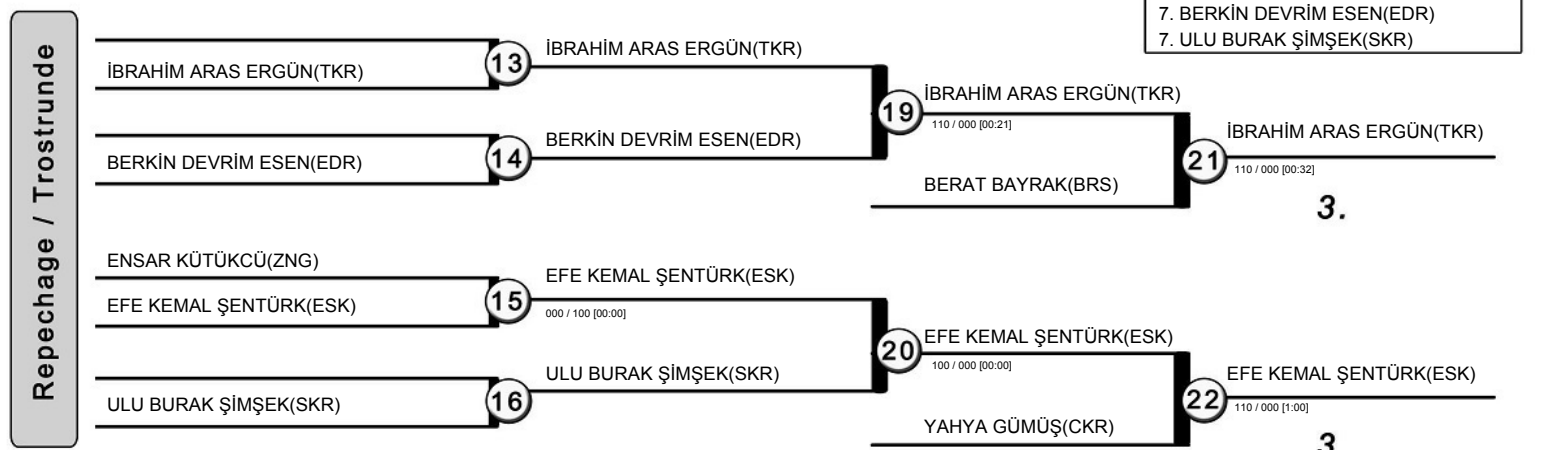 7. BERKİN DEVRİM ESEN(EDR)
7. ULU BURAK ŞİMŞEK(SKR)
Repechage / Trostrunde
İBRAHİM ARAS ERGÜN(TKR)
13
İBRAHİM ARAS ERGÜN(TKR)
BERKİN DEVRİM ESEN(EDR)
14
BERKİN DEVRİM ESEN(EDR)
19
İBRAHİM ARAS ERGÜN(TKR)
110 / 000 [00:21]
BERAT BAYRAK(BRS)
21
İBRAHİM ARAS ERGÜN(TKR)
110 / 000 [00:32]
3.
ENSAR KÜTÜKCÜ(ZNG)
EFE KEMAL ŞENTÜRK(ESK)
15
EFE KEMAL ŞENTÜRK(ESK)
000 / 100 [00:00]
ULU BURAK ŞİMŞEK(SKR)
16
ULU BURAK ŞİMŞEK(SKR)
20
EFE KEMAL ŞENTÜRK(ESK)
100 / 000 [00:00]
YAHYA GÜMÜŞ(CKR)
22
EFE KEMAL ŞENTÜRK(ESK)
110 / 000 [1:00]
3